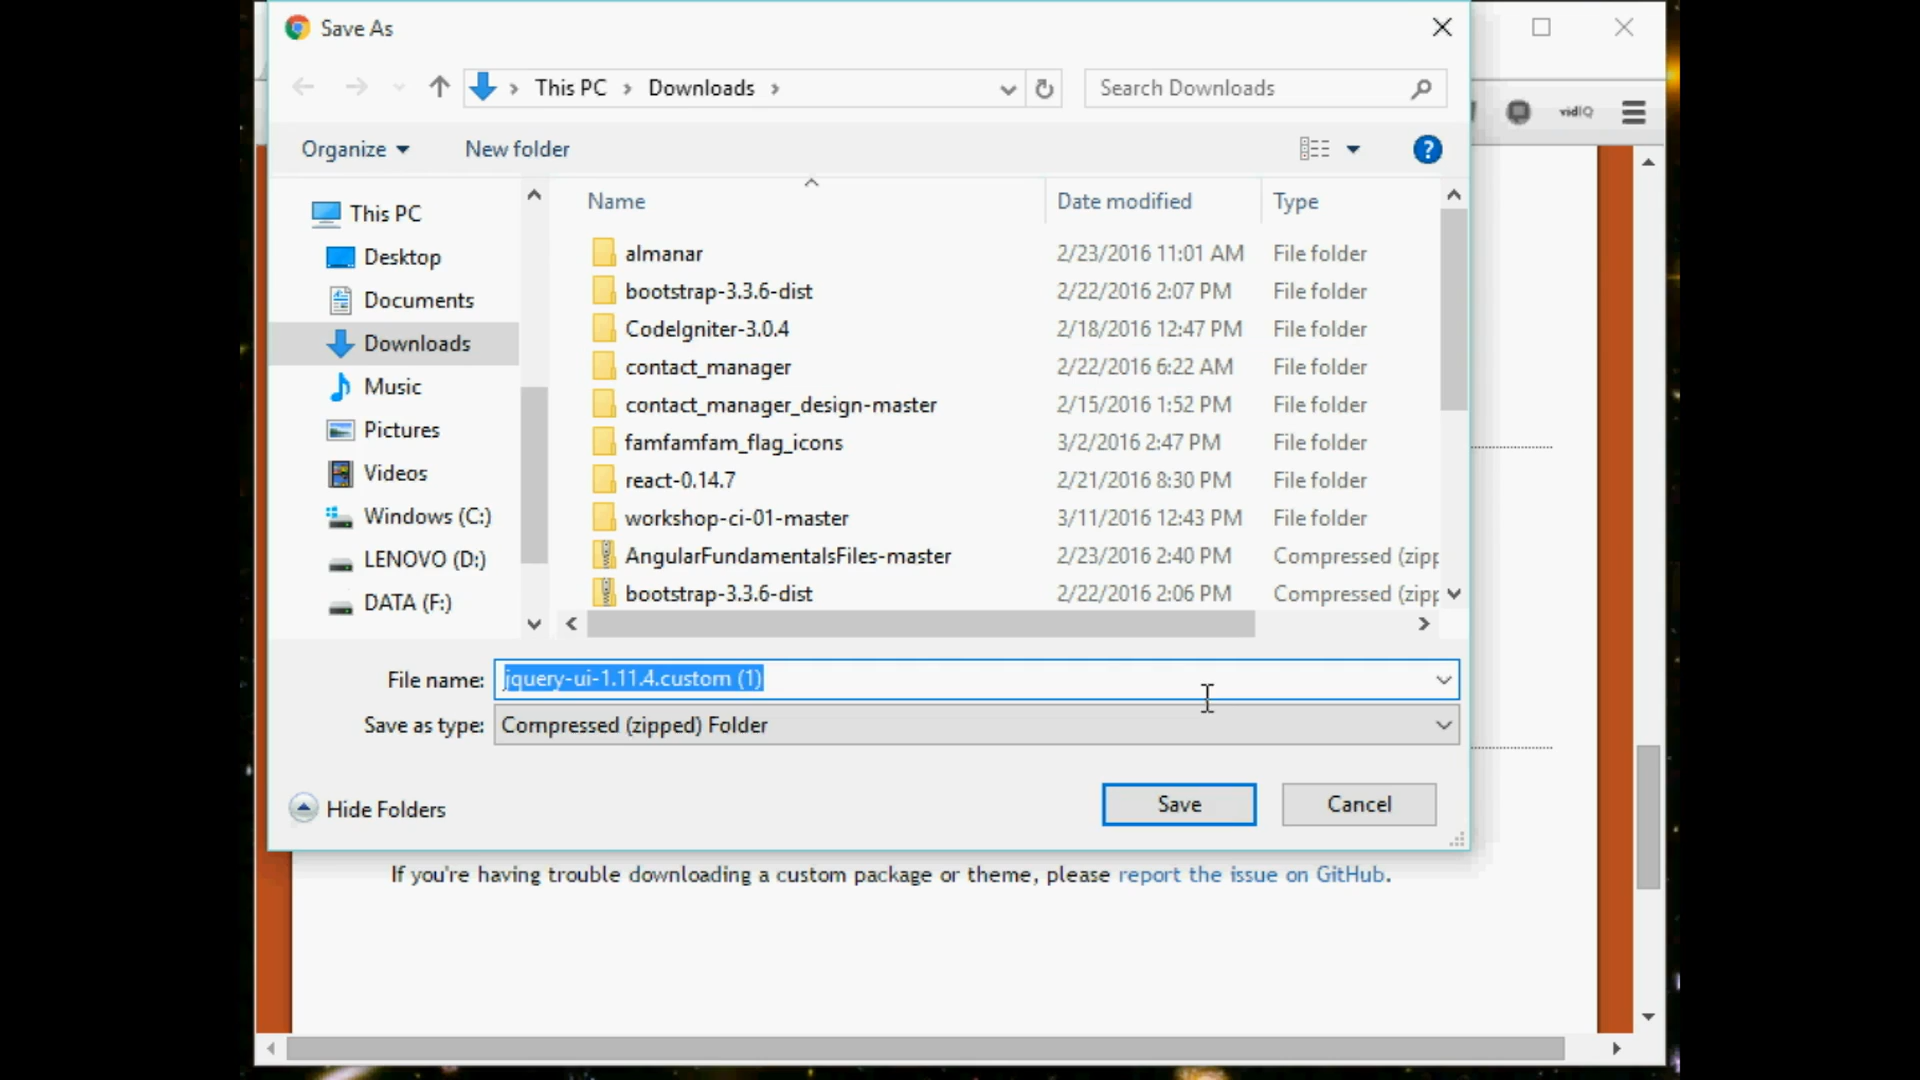 Save As
This PC
Downloads
Search Downloads
vidIQ
Organize
New folder
?
Name
Date modified
Type
This PC
Desktop
Documents
Downloads
Music
Pictures
Videos
Windows (C:)
LENOVO (D:)
DATA (F:)
almanar 2/23/2016 11:01 AM File folder
bootstrap-3.3.6-dist 2/22/2016 2:07 PM File folder
CodeIgniter-3.0.4 2/18/2016 12:47 PM File folder
contact_manager 2/22/2016 6:22 AM File folder
contact_manager_design-master 2/15/2016 1:52 PM File folder
famfamfam_flag_icons 3/2/2016 2:47 PM File folder
react-0.14.7 2/21/2016 8:30 PM File folder
workshop-ci-01-master 3/11/2016 12:43 PM File folder
AngularFundamentalsFiles-master 2/23/2016 2:40 PM Compressed (zipp
bootstrap-3.3.6-dist 2/22/2016 2:06 PM Compressed (zipp
File name: jquery-ui-1.11.4.custom (1)
Save as type: Compressed (zipped) Folder
Hide Folders
Save
Cancel
If you're having trouble downloading a custom package or theme, please report the issue on GitHub.